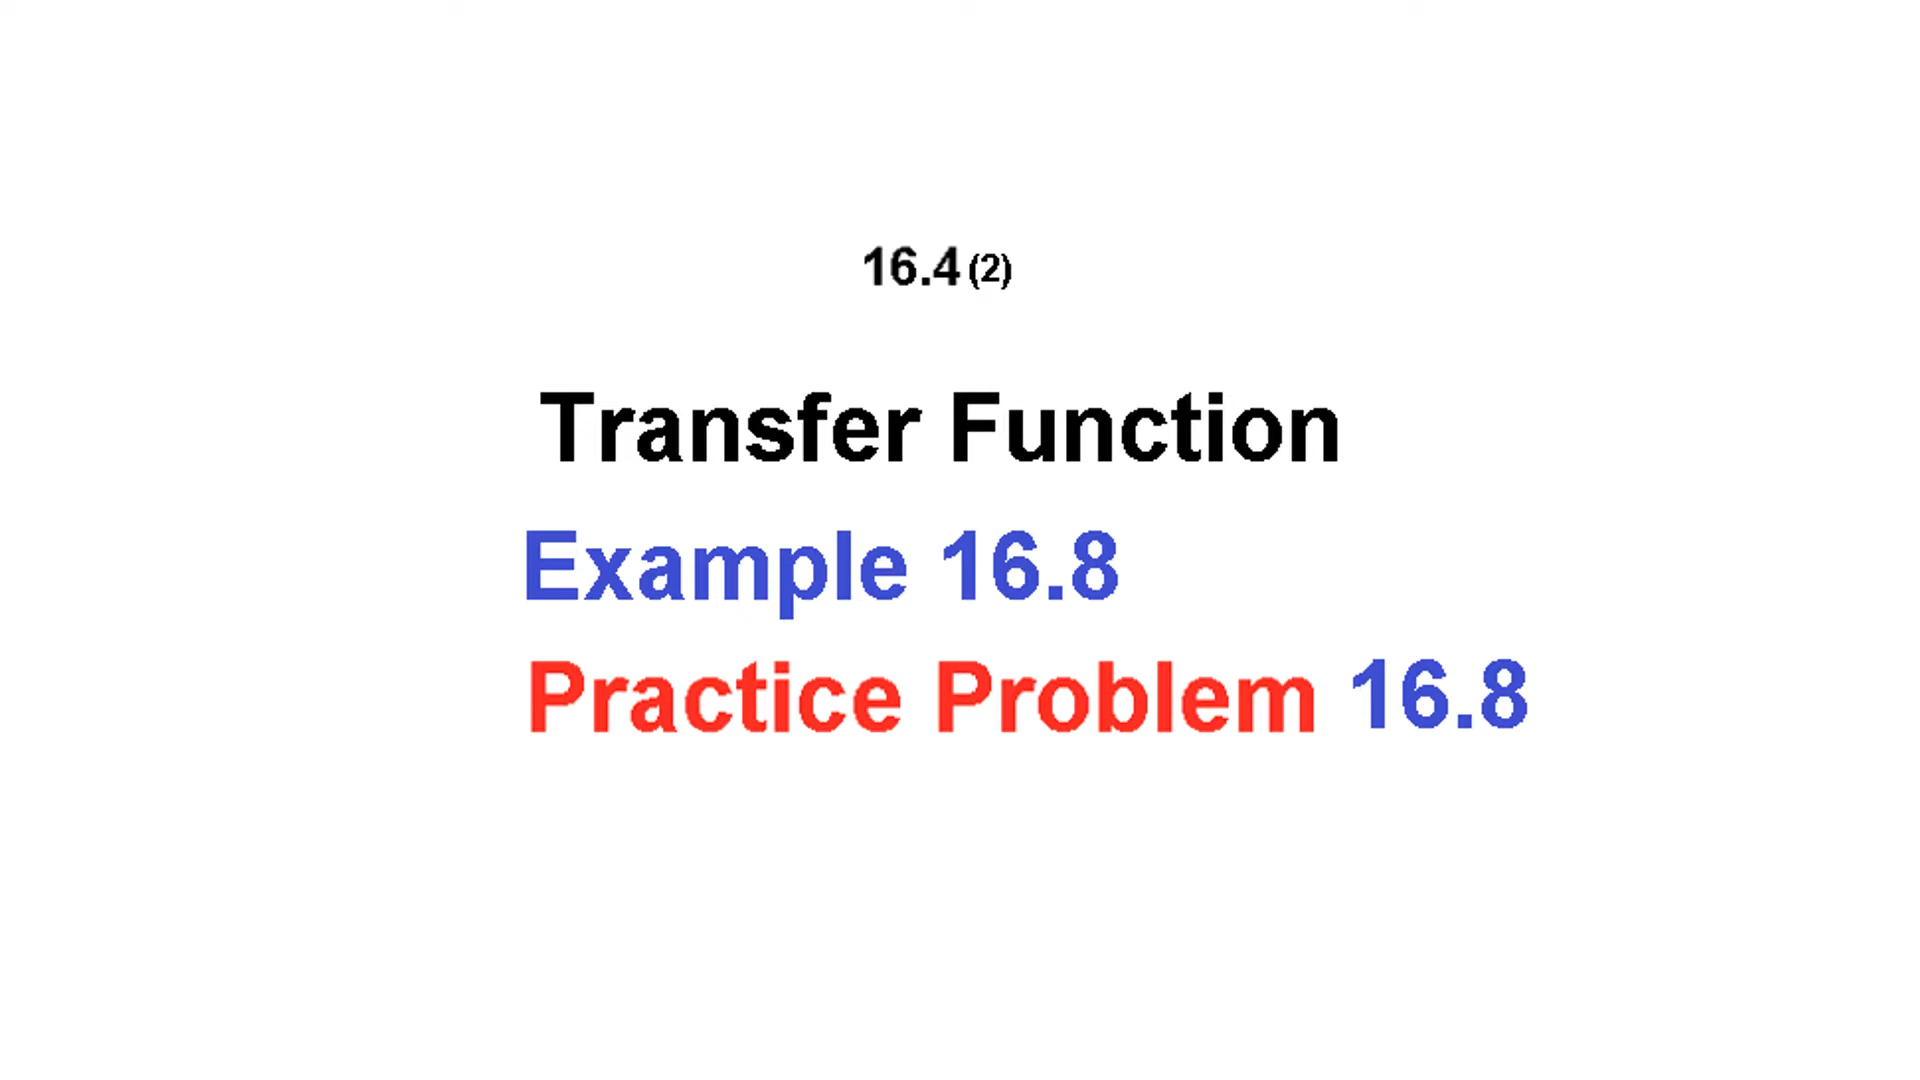 16.4 (2)
Transfer Function
Example 16.8
Practice Problem 16.8